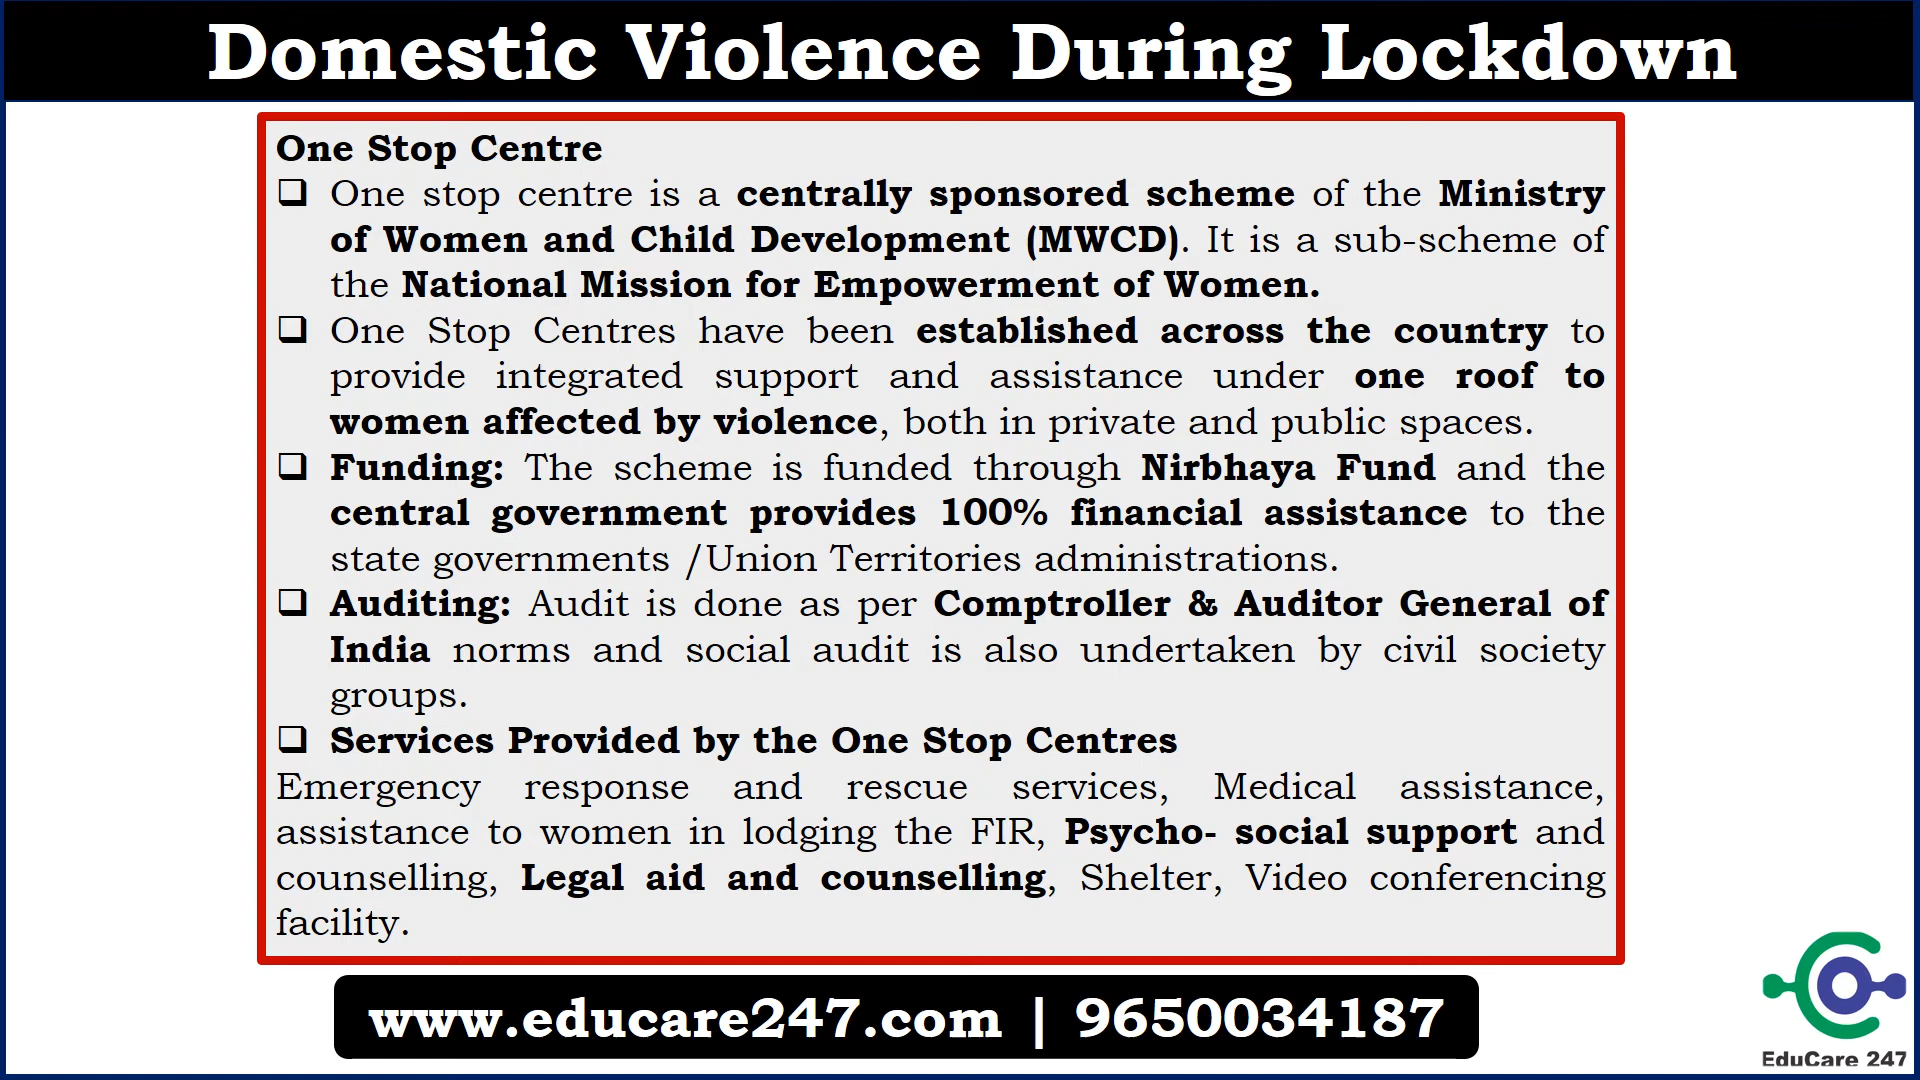 Domestic Violence During Lockdown
One Stop Centre
❑ One stop centre is a centrally sponsored scheme of the Ministry
of Women and Child Development (MWCD). It is a sub-scheme of
the National Mission for Empowerment of Women.
❑ One Stop Centres have been established across the country to
provide integrated support and assistance under one roof to
women affected by violence, both in private and public spaces.
❑ Funding: The scheme is funded through Nirbhaya Fund and the
central government provides 100% financial assistance to the
state governments /Union Territories administrations.
❑ Auditing: Audit is done as per Comptroller & Auditor General of
India norms and social audit is also undertaken by civil society
groups.
❑ Services Provided by the One Stop Centres
Emergency response and rescue services, Medical assistance,
assistance to women in lodging the FIR, Psycho- social support and
counselling, Legal aid and counselling, Shelter, Video conferencing
facility.
www.educare247.com | 9650034187
EduCare 247